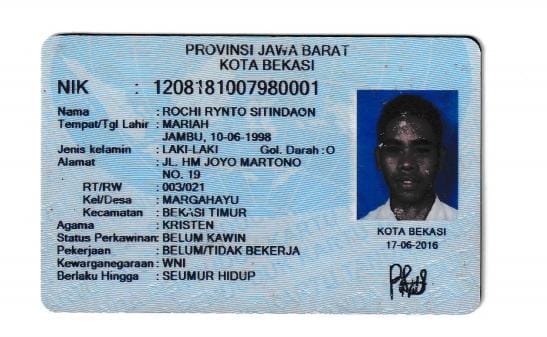 PROVINSI JAWA BARAT
KOTA BEKASI
NIK : 1208181007980001
Nama : ROCHI RYNTO SITINDAON
Tempat/Tgl Lahir : MARIAH
JAMBU, 10-06-1998
Jenis kelamin : LAKI-LAKI Gol. Darah : O
Alamat : JL. HM JOYO MARTONO
NO. 19
RT/RW : 003/021
Kel/Desa : MARGAHAYU
Kecamatan : BEKASI TIMUR
Agama : KRISTEN
Status Perkawinan: BELUM KAWIN
Pekerjaan : BELUM/TIDAK BEKERJA
Kewarganegaraan : WNI
Berlaku Hingga : SEUMUR HIDUP
KOTA BEKASI
17-06-2016